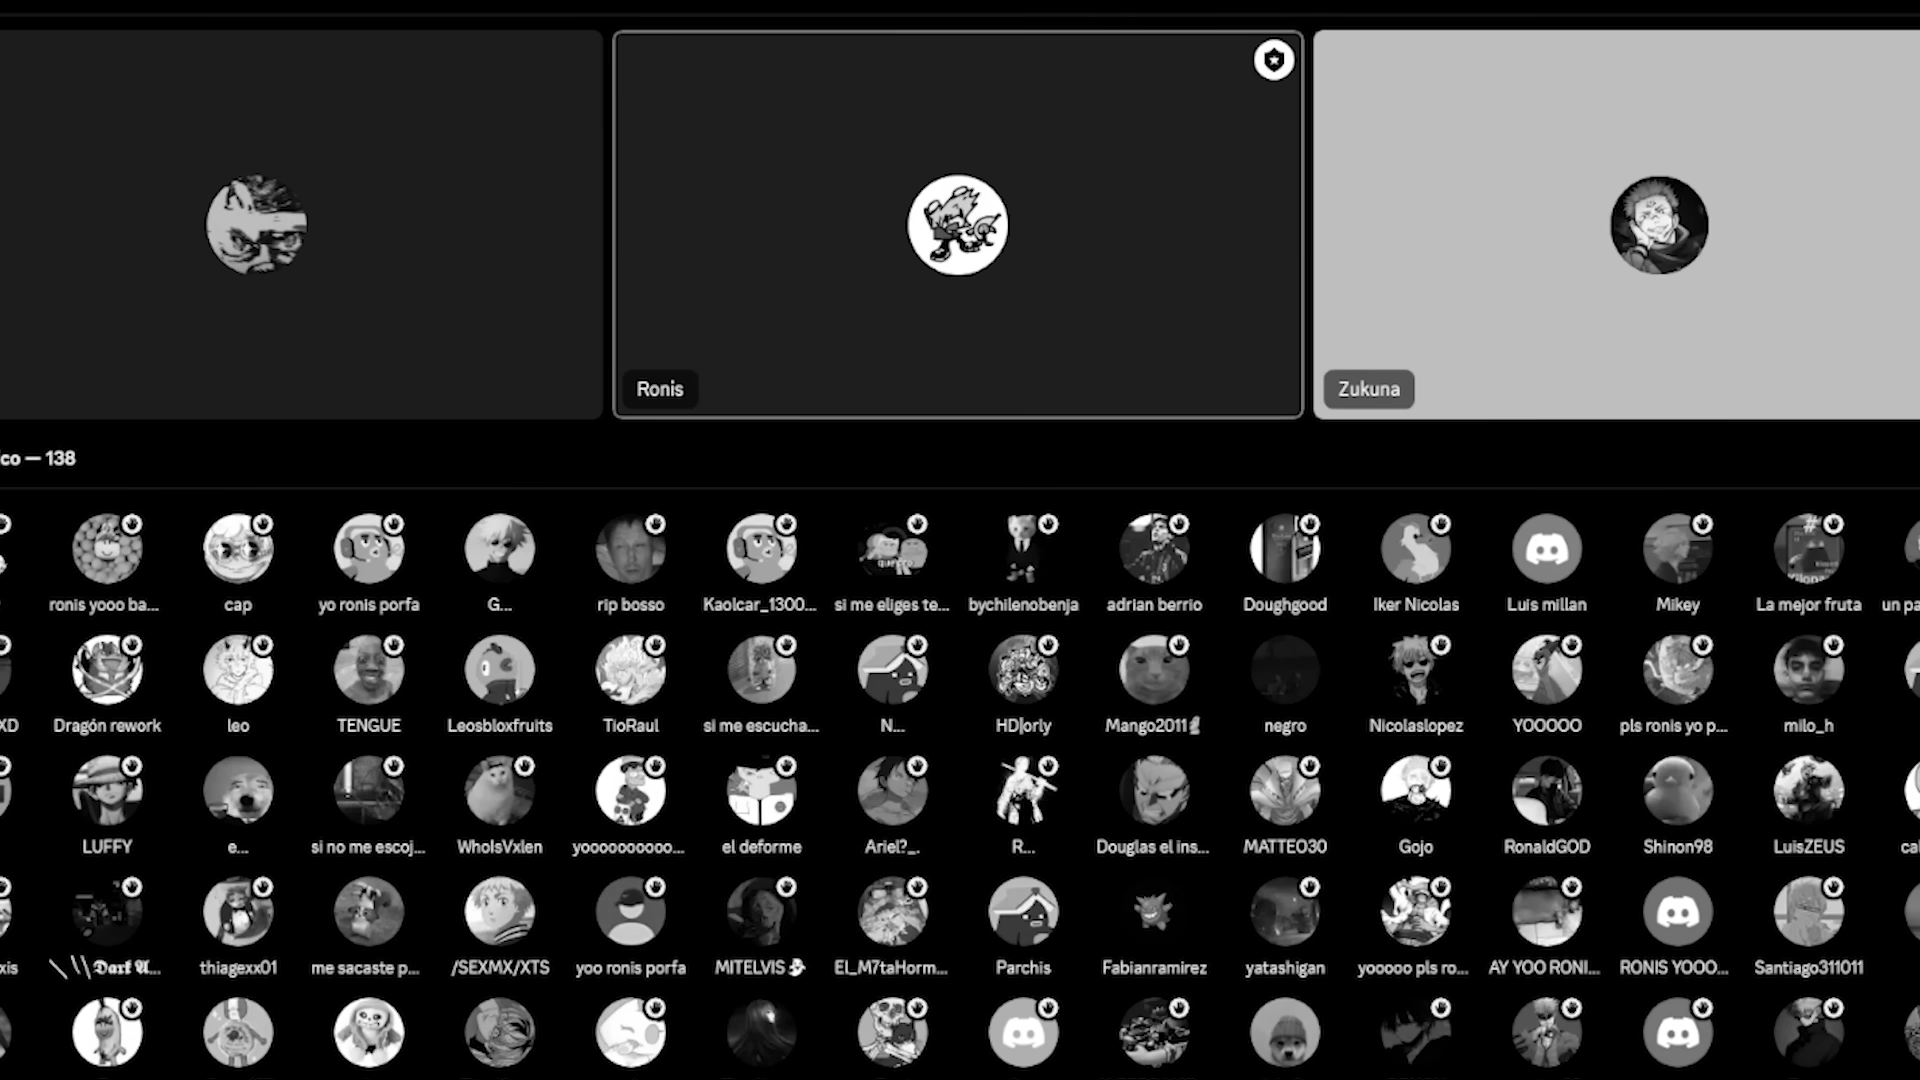 Ronis
Zukuna
co — 138
ronis yooo ba...
cap
yo ronis porfa
G...
rip bosso
Kaolcar_1300...
si me eliges te...
bychilenobenja
adrian berrio
Doughgood
Iker Nicolas
Luis millan
Mikey
La mejor fruta
un pa
XD
Dragón rework
leo
TENGUE
Leosbloxfruits
TioRaul
si me escucha...
N...
HD|orly
Mango2011
negro
Nicolaslopez
YOOOOO
pls ronis yo p...
milo_h
LUFFY
e...
si no me escoj...
WhoIsVxlen
yoooooooooo...
el deforme
Ariel?_.
R...
Douglas el ins...
MATTEO30
Gojo
RonaldGOD
Shinon98
LuisZEUS
cal
xis
\ \\𝕯𝖆𝖗𝖐 𝖀...
thiagexx01
me sacaste p...
/SEXMX/XTS
yoo ronis porfa
MITELVIS
El_M7taHorm...
Parchis
Fabianramirez
yatashigan
yooooo pls ro...
AY YOO RONI...
RONIS YOOO...
Santiago311011